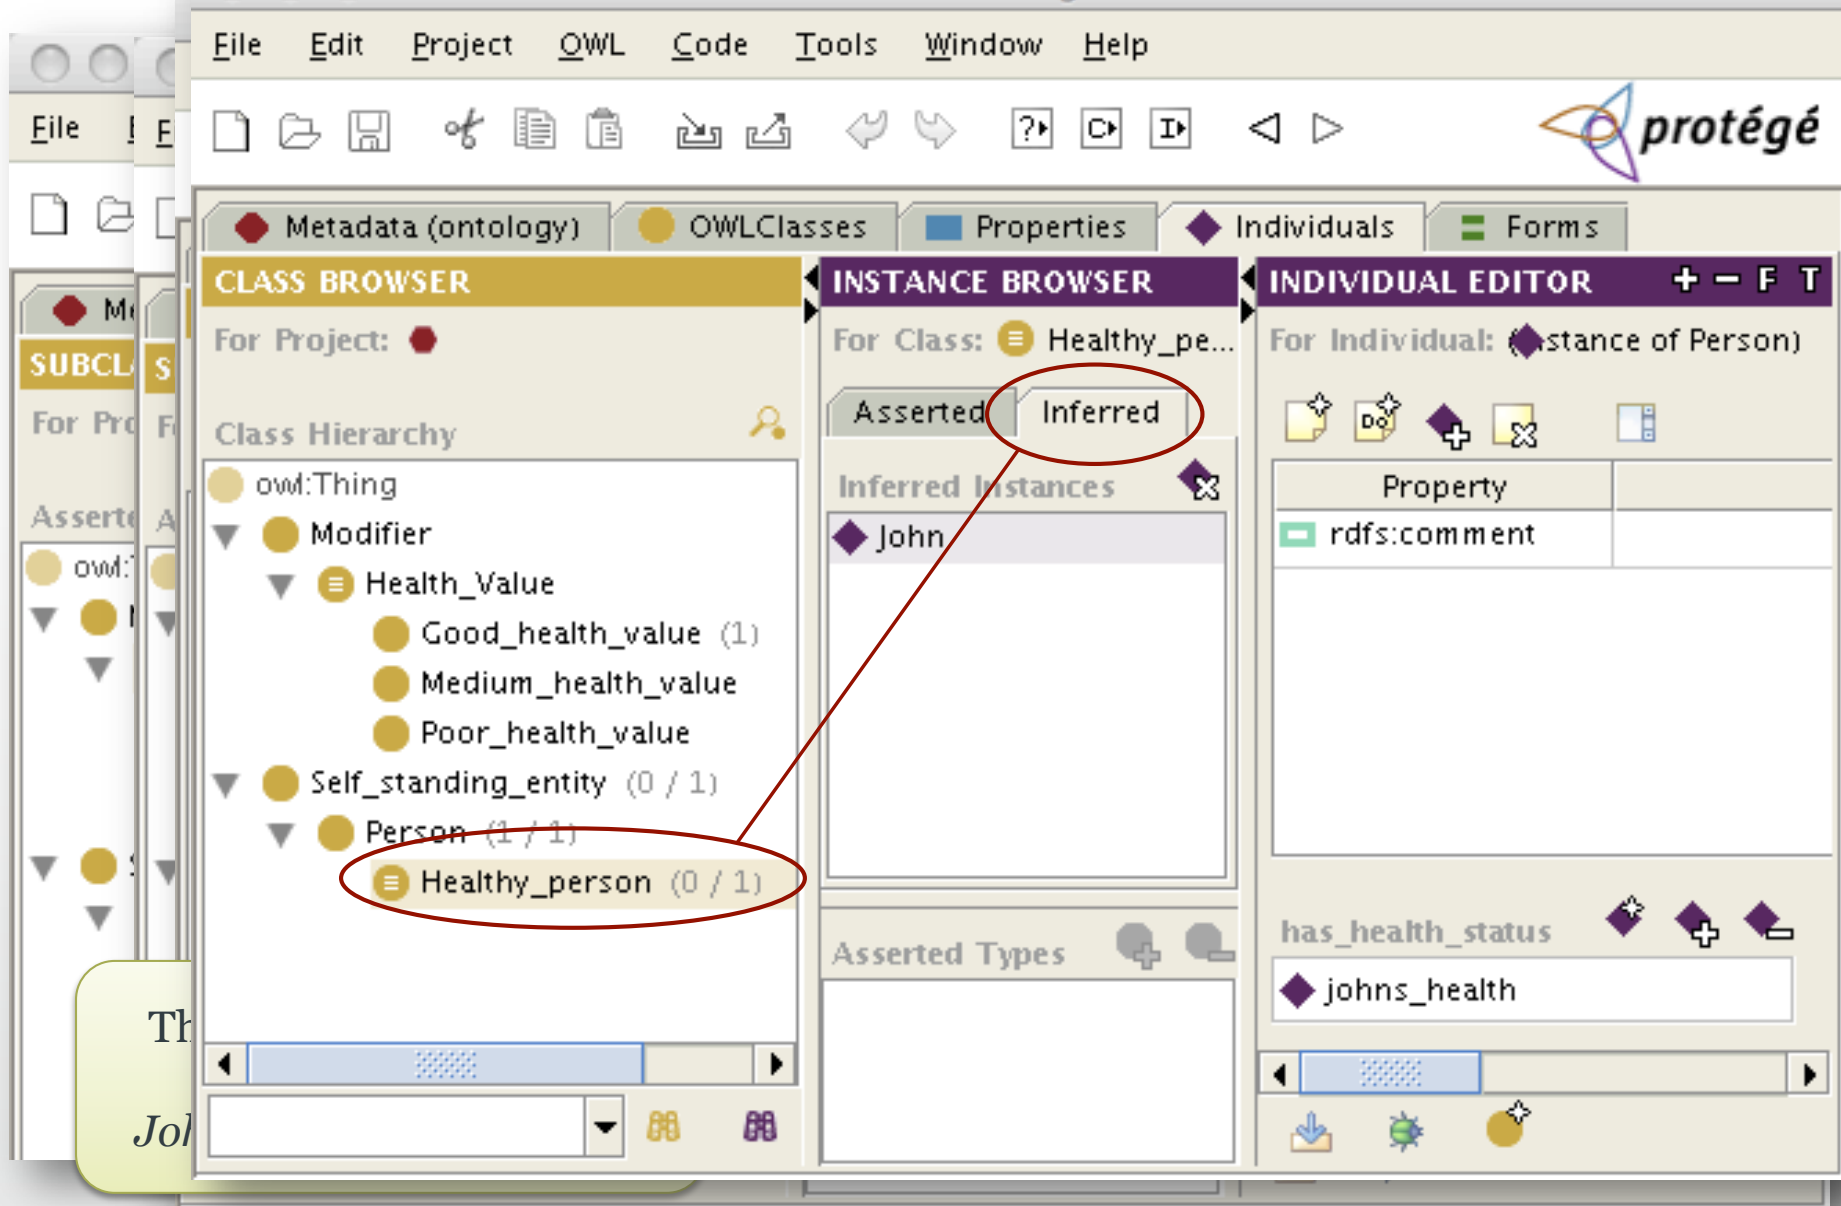 File Edit Project OWL Code Tools Window Help
protégé
Metadata (ontology) OWLClasses Properties Individuals Forms
CLASS BROWSER
For Project:
Class Hierarchy
owl:Thing
Modifier
Health_Value
Good_health_value (1)
Medium_health_value
Poor_health_value
Self_standing_entity (0 / 1)
Person (1 / 1)
Healthy_person (0 / 1)
INSTANCE BROWSER
For Class: Healthy_pe...
Asserted Inferred
Inferred Instances
John
Asserted Types
INDIVIDUAL EDITOR + - F T
For Individual: stance of Person)
Property
rdfs:comment
has_health_status
johns_health
File
SUBCL
For Pro
Asserte
owl: